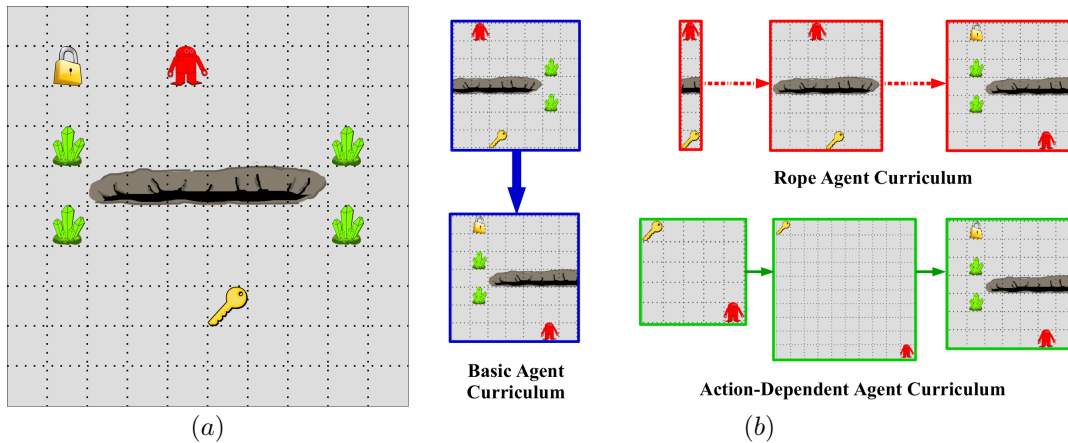 Rope Agent Curriculum
Basic Agent
Curriculum
Action-Dependent Agent Curriculum
(a)
(b)